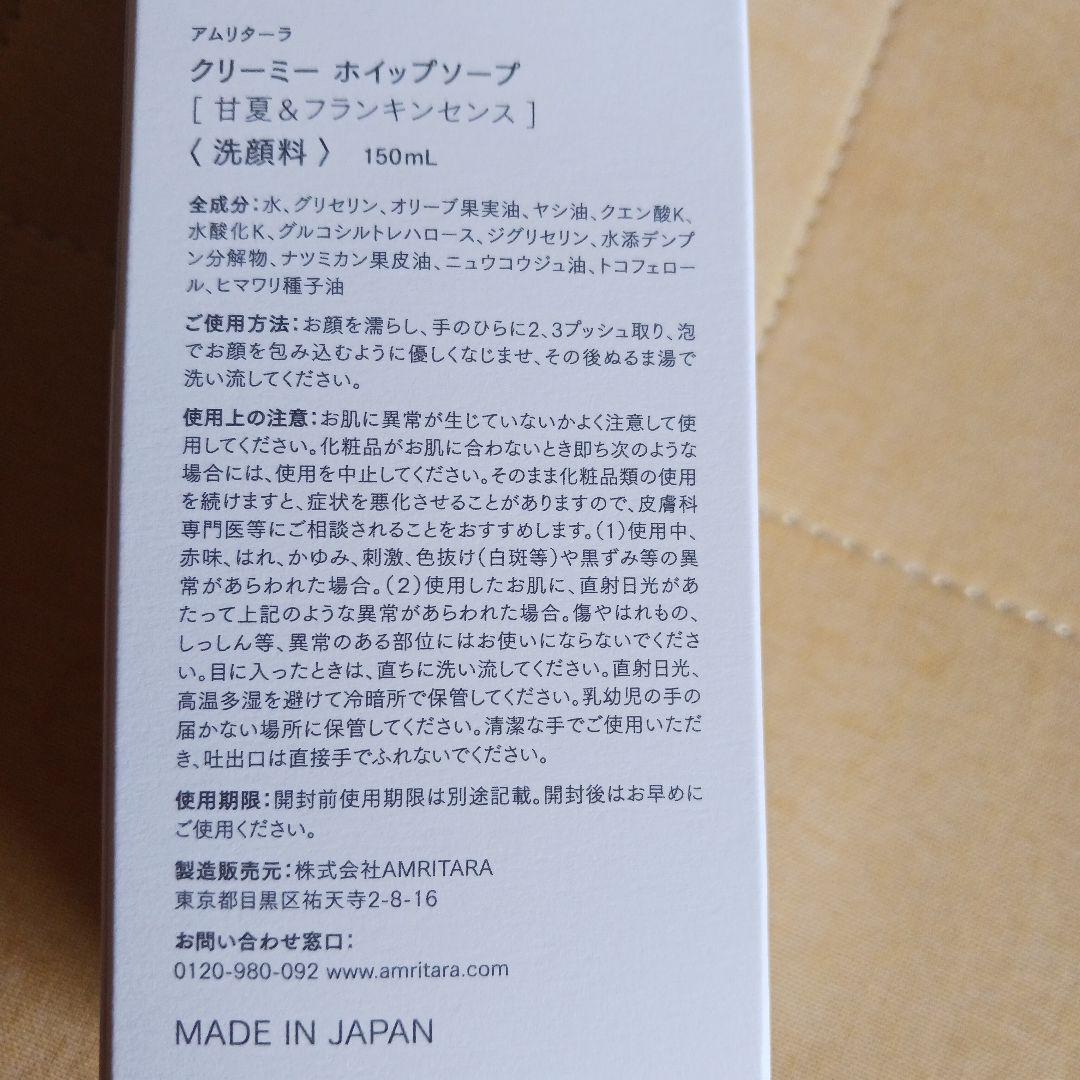 アムリターラ
クリーミー ホイップソープ
[ 甘夏&フランキンセンス ]
〈 洗顔料 〉 150mL
全成分:水、グリセリン、オリーブ果実油、ヤシ油、クエン酸K、
水酸化K、グルコシルトレハロース、ジグリセリン、水添デンプ
ン分解物、ナツミカン果皮油、ニュウコウジュ油、トコフェロー
ル、ヒマワリ種子油
ご使用方法:お顔を濡らし、手のひらに2、3プッシュ取り、泡
でお顔を包み込むように優しくなじませ、その後ぬるま湯で
洗い流してください。
使用上の注意:お肌に異常が生じていないかよく注意して使
用してください。化粧品がお肌に合わないとき即ち次のような
場合には、使用を中止してください。そのまま化粧品類の使用
を続けますと、症状を悪化させることがありますので、皮膚科
専門医等にご相談されることをおすすめします。(1)使用中、
赤味、はれ、かゆみ、刺激、色抜け(白斑等)や黒ずみ等の異
常があらわれた場合。(2)使用したお肌に、直射日光があ
たって上記のような異常があらわれた場合。傷やはれもの、
しっしん等、異常のある部位にはお使いにならないでくださ
い。目に入ったときは、直ちに洗い流してください。直射日光、
高温多湿を避けて冷暗所で保管してください。乳幼児の手の
届かない場所に保管してください。清潔な手でご使用いただ
き、吐出口は直接手でふれないでください。
使用期限:開封前使用期限は別途記載。開封後はお早めに
ご使用ください。
製造販売元:株式会社AMRITARA
東京都目黒区祐天寺2-8-16
お問い合わせ窓口:
0120-980-092 www.amritara.com
MADE IN JAPAN